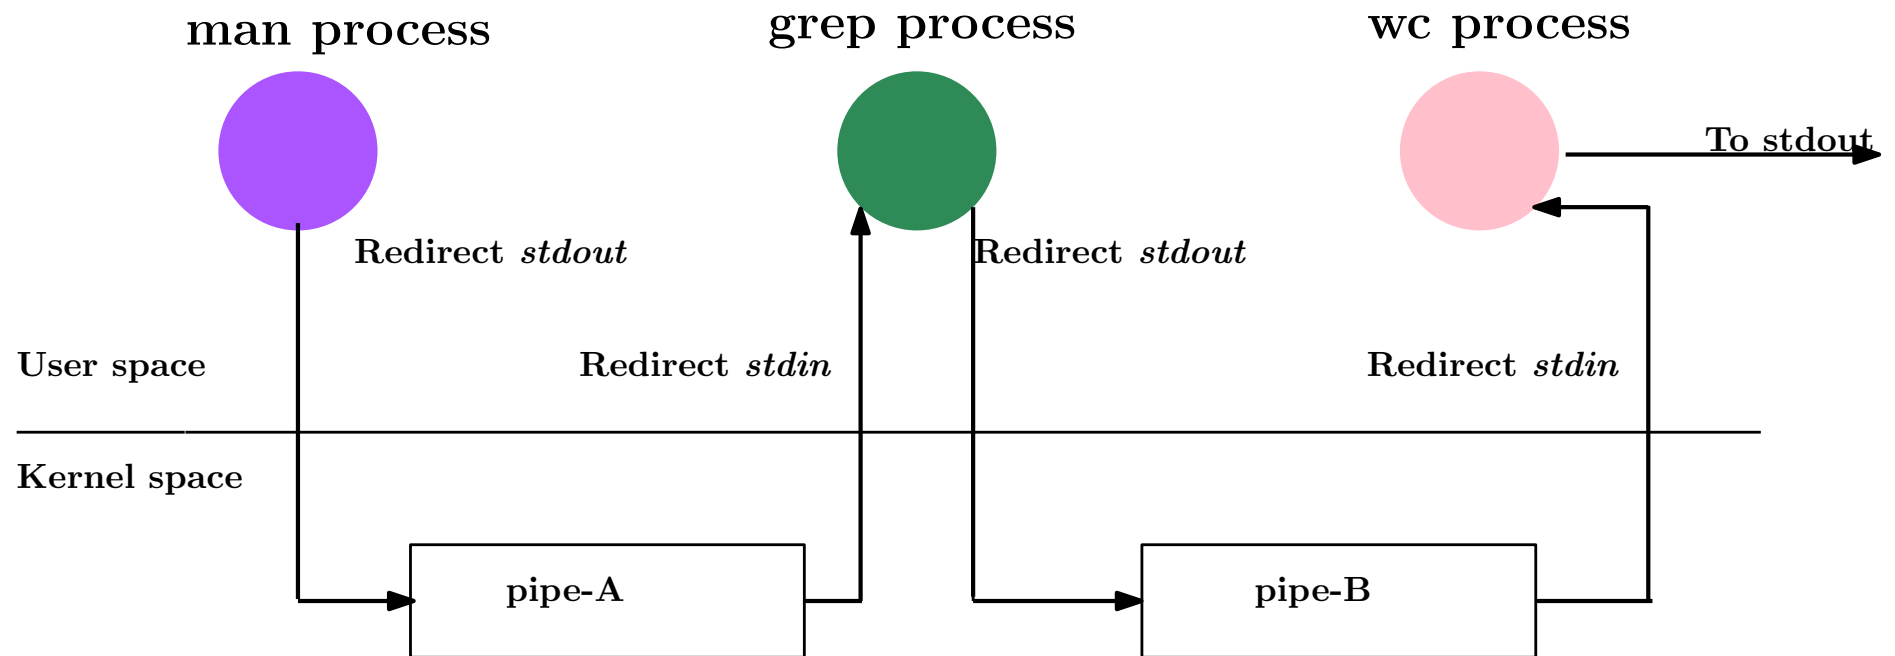 man process
grep process
wc process
To stdout
Redirect stdout
Redirect stdout
User space
Redirect stdin
Redirect stdin
Kernel space
pipe-A
pipe-B